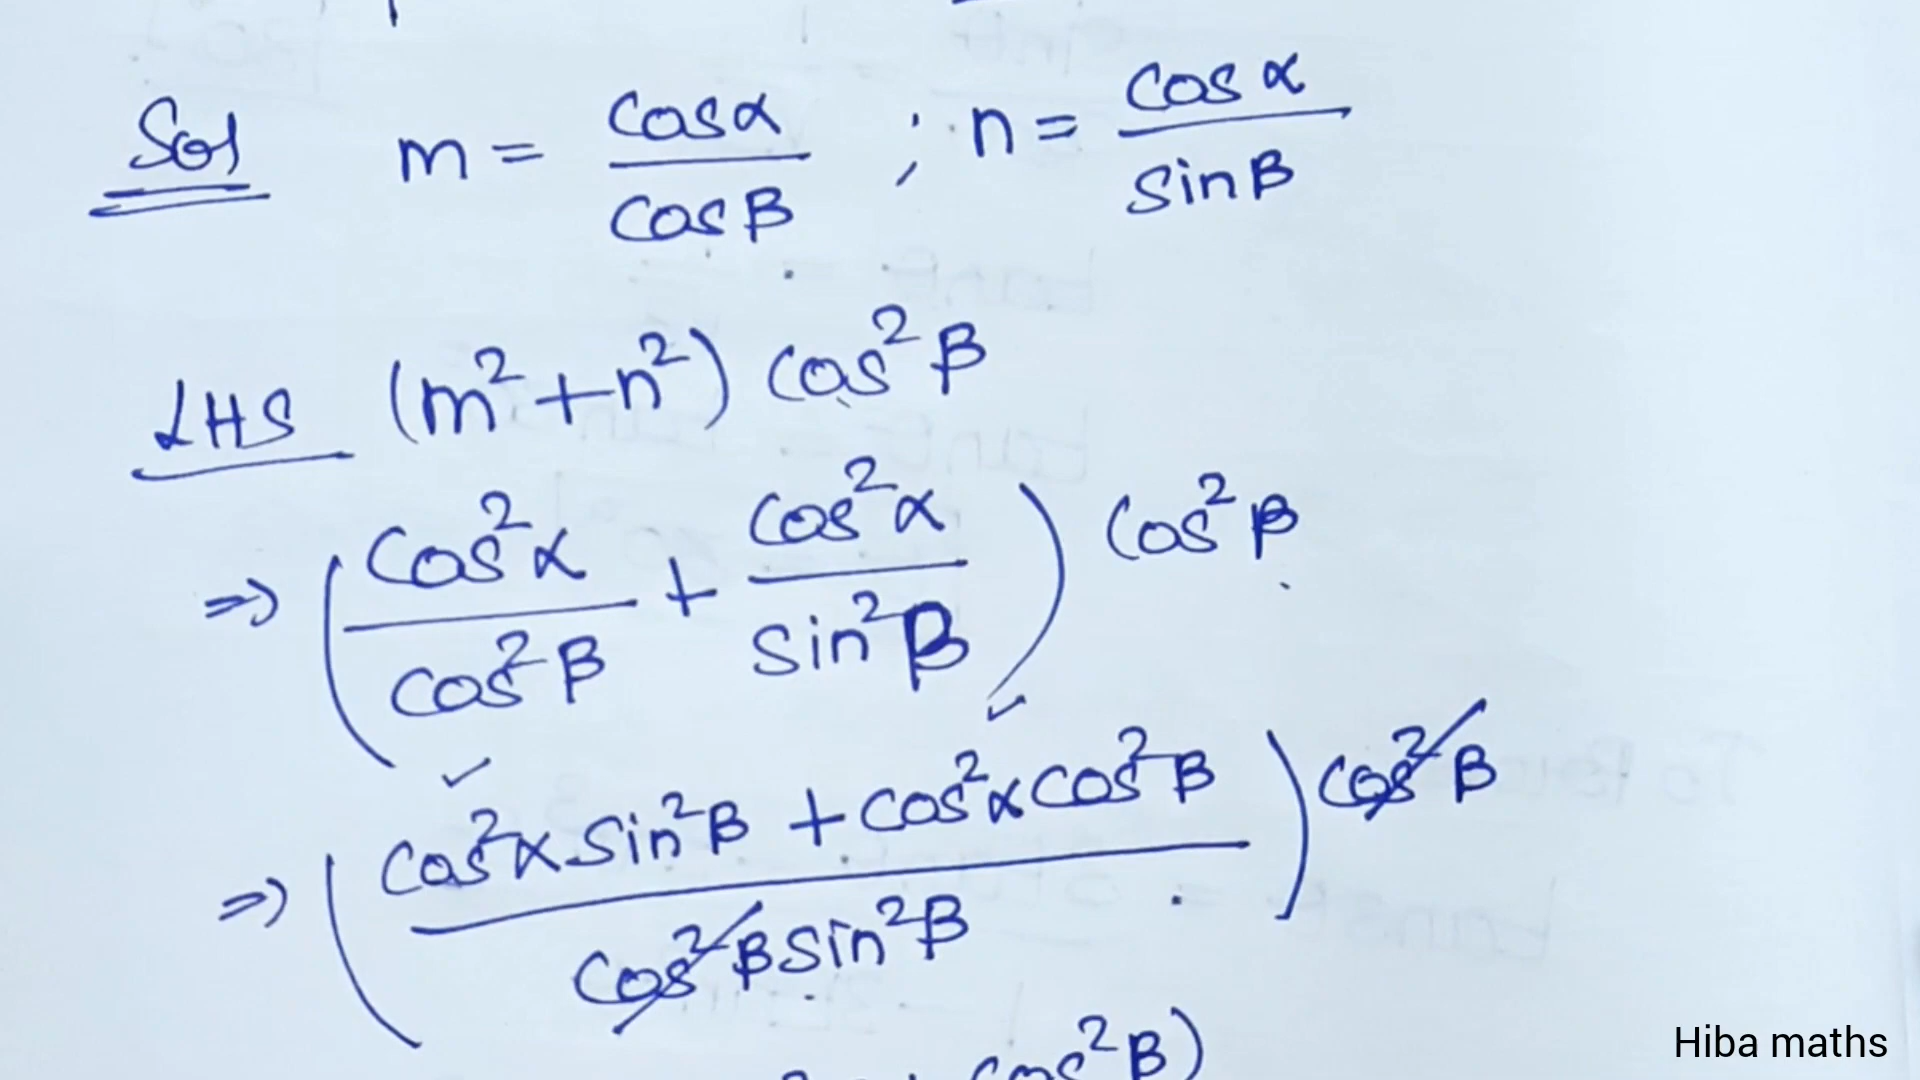 Sol m = cosα / cosβ ; n = cosα / sinβ
LHS (m² + n²) cos²β
⇒ ( cos²α / cos²β + cos²α / sin²β ) cos²β
⇒ ( cos²α sin²β + cos²α cos²β / cos²β sin²β ) cos²β
cos²β)
Hiba maths